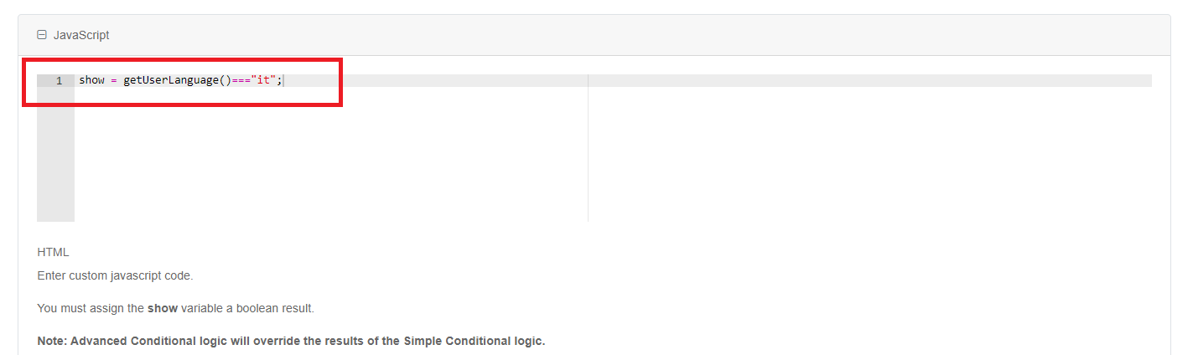 JavaScript
1 show = getUserLanguage()==="it";
HTML
Enter custom javascript code.
You must assign the show variable a boolean result.
Note: Advanced Conditional logic will override the results of the Simple Conditional logic.